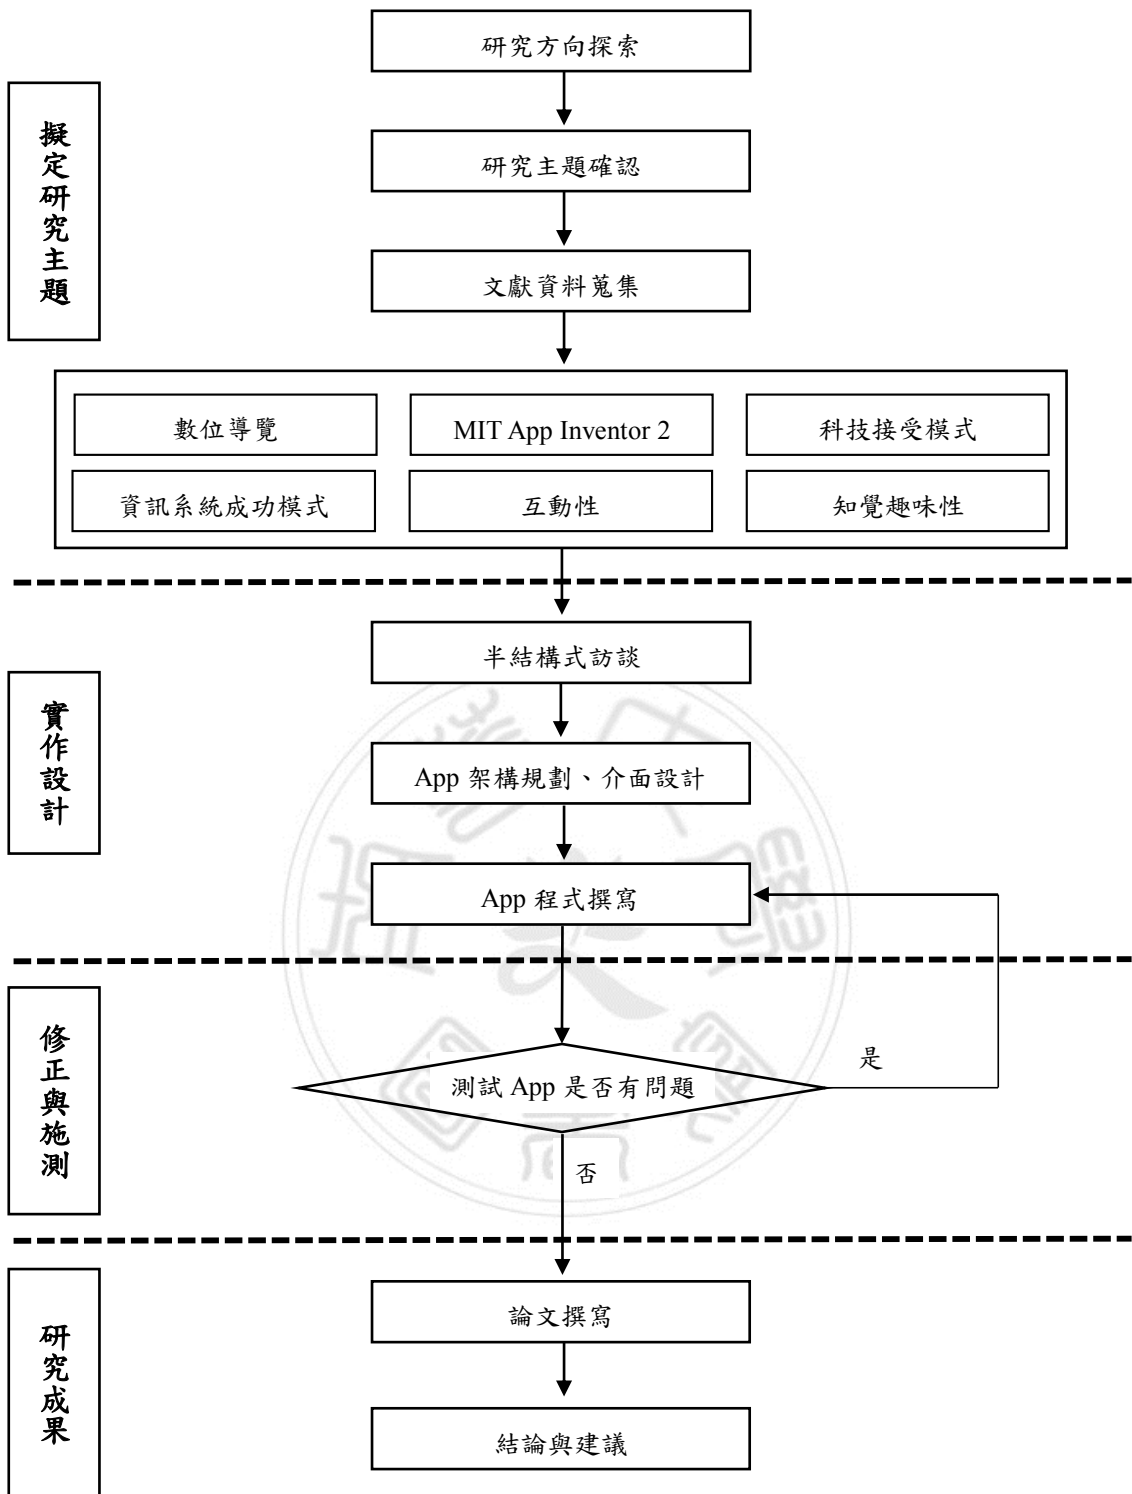 研究方向探索
擬定研究主題
研究主題確認
文獻資料蒐集
數位導覽
MIT App Inventor 2
科技接受模式
資訊系統成功模式
互動性
知覺趣味性
半結構式訪談
實作設計
App 架構規劃、介面設計
App 程式撰寫
修正與施測
測試 App 是否有問題
是
否
論文撰寫
研究成果
結論與建議